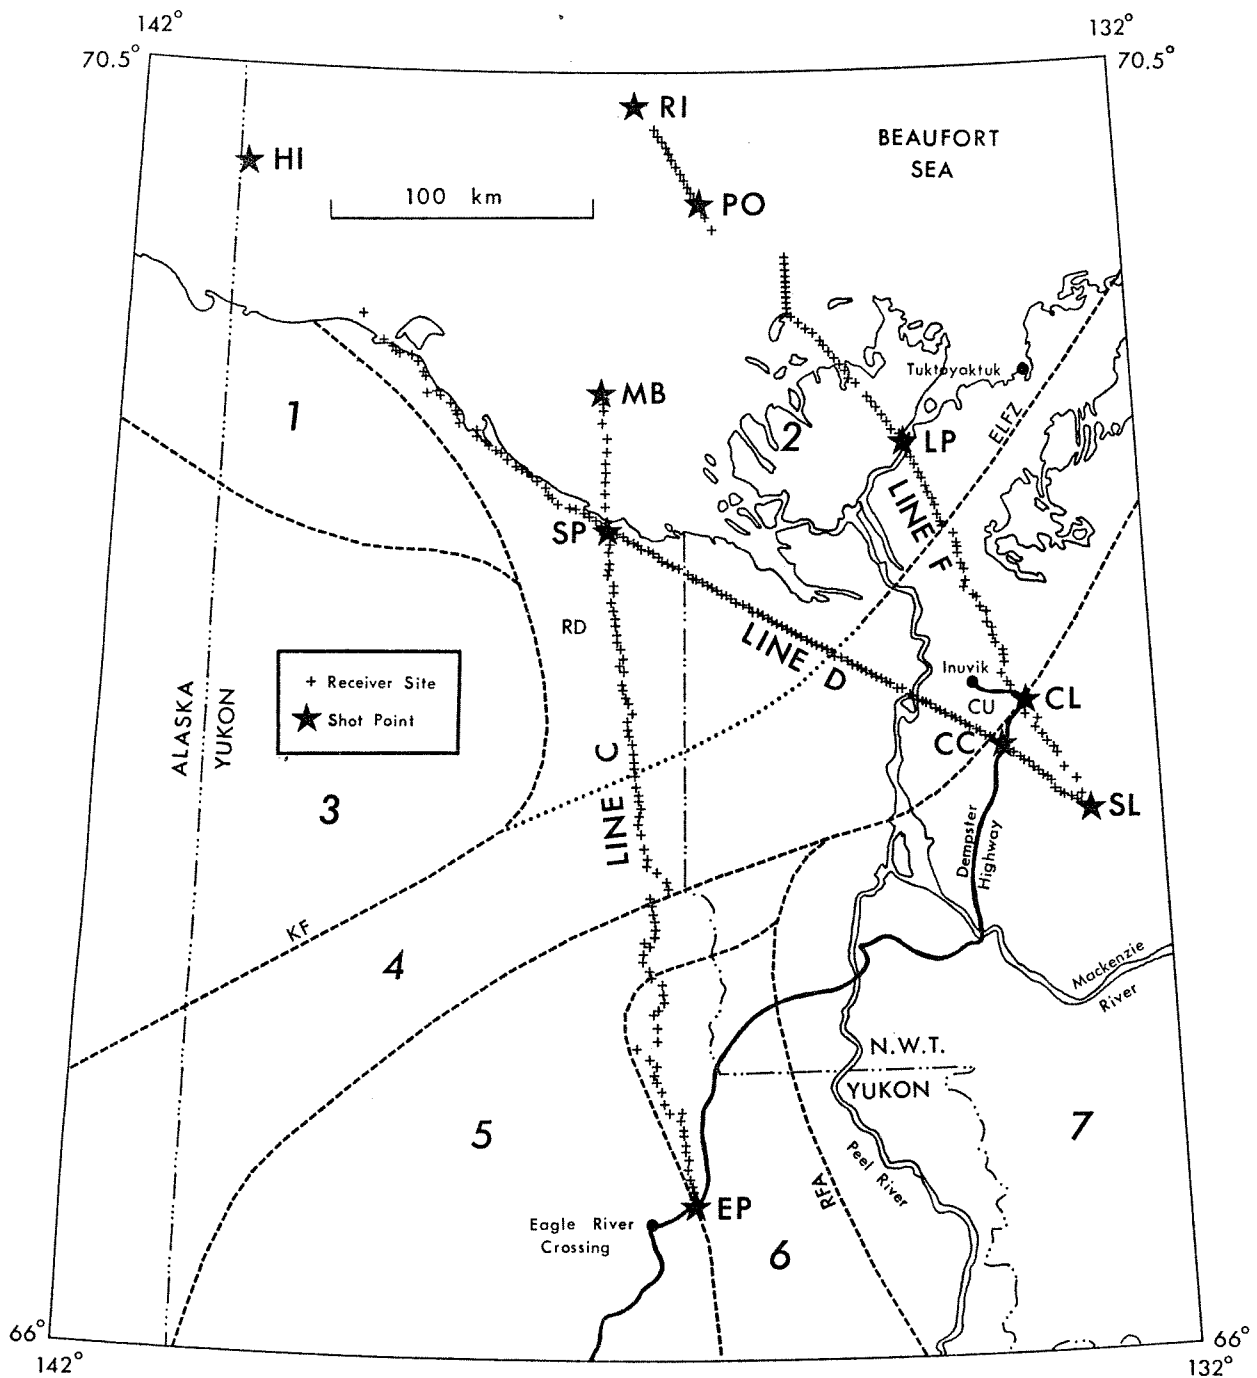 142°
132°
70.5°
70.5°
RI
HI
BEAUFORT
SEA
100 km
PO
Tuktoyaktuk
MB
1
2
ELFZ
LP
LINE F
SP
RD
LINE D
Inuvik
CU
CL
+ Receiver Site
★ Shot Point
ALASKA
YUKON
LINE C
CC
SL
3
Dempster
Highway
KF
4
Mackenzie
River
N.W.T.
YUKON
5
7
Peel River
RFA
EP
Eagle River
Crossing
6
66°
66°
142°
132°